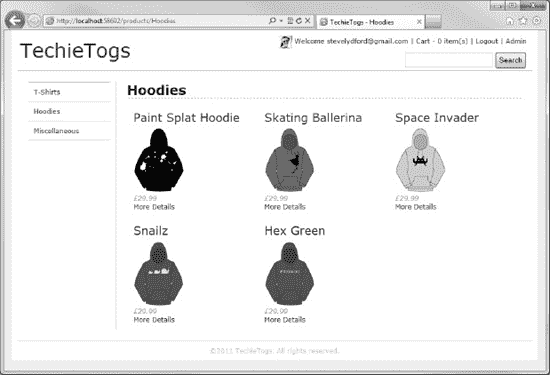 http://localhost:58692/products/Hoodies
TechieTogs - Hoodies
TechieTogs
Welcome stevelydford@gmail.com | Cart - 0 item(s) | Logout | Admin
Search
T-Shirts
Hoodies
Miscellaneous
Hoodies
Paint Splat Hoodie
Skating Ballerina
Space Invader
£29.99
£29.99
£29.99
More Details
More Details
More Details
Snailz
Hex Green
£29.99
£29.99
More Details
More Details
©2011 TechieTogs. All rights reserved.